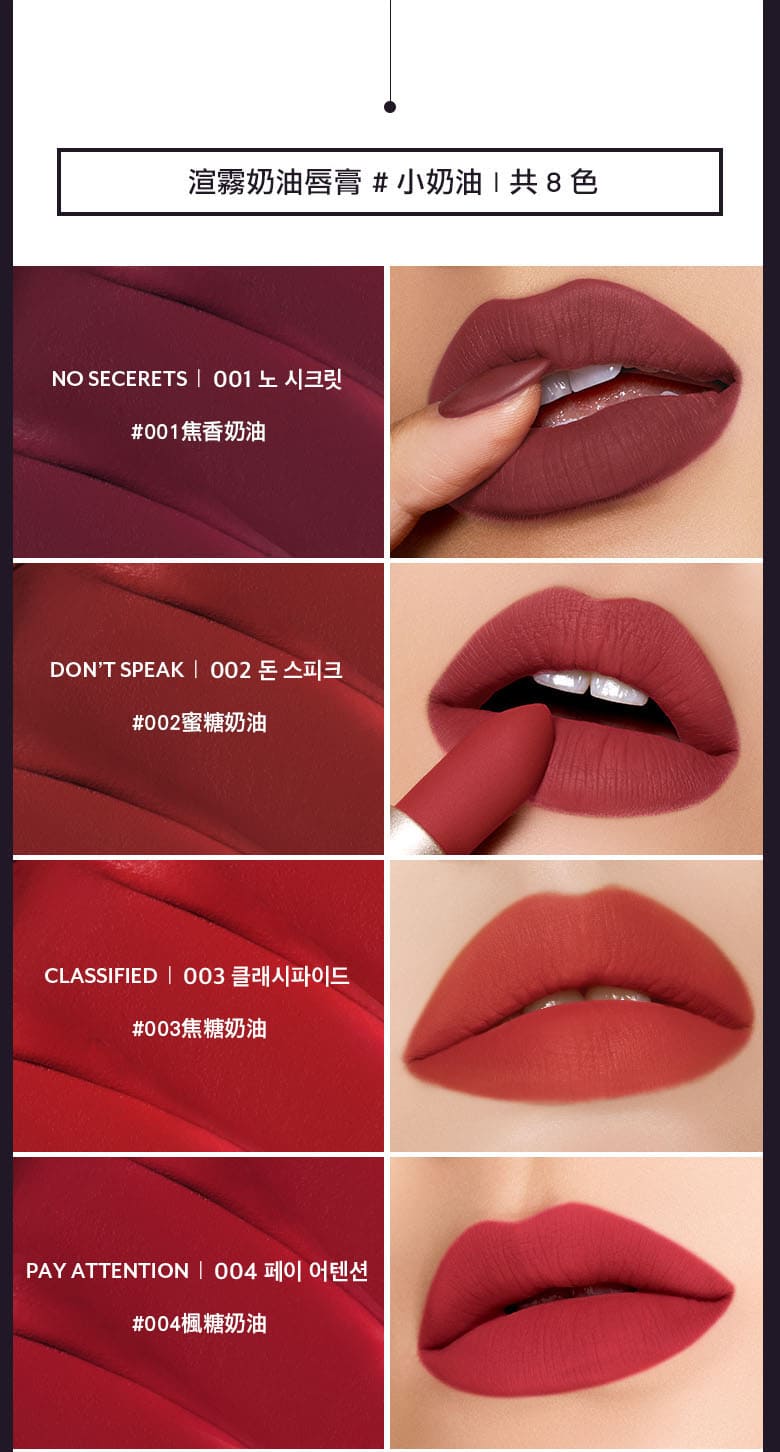 渲霧奶油唇膏 # 小奶油 | 共 8 色
NO SECERETS | 001 노 시크릿
#001焦香奶油
DON’T SPEAK | 002 돈 스피크
#002蜜糖奶油
CLASSIFIED | 003 클래시파이드
#003焦糖奶油
PAY ATTENTION | 004 페이 어텐션
#004楓糖奶油